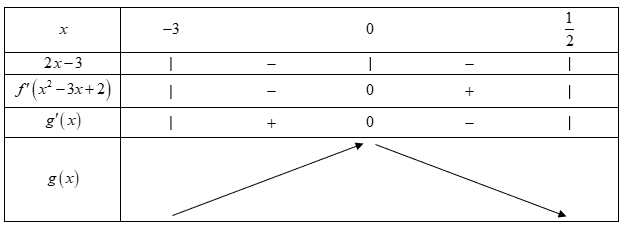 x −3 0 1/2
2x−3 | − | − |
f′(x²−3x+2) | − 0 + |
g′(x) | + 0 − |
g(x)